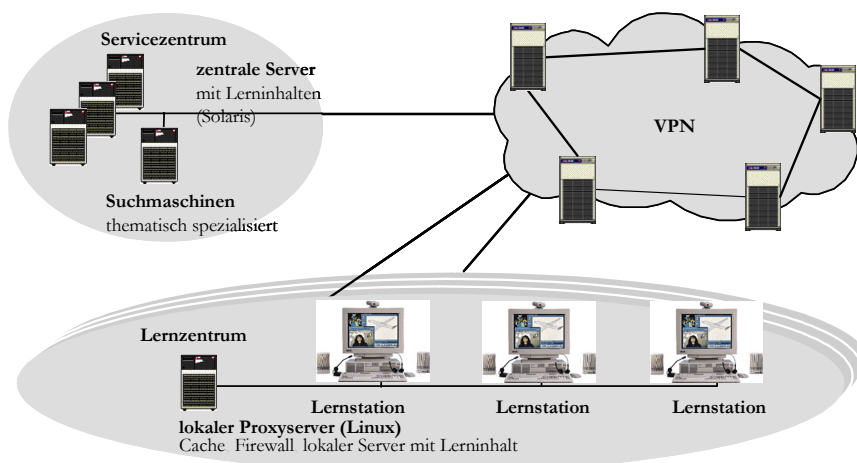 Servicezentrum
zentrale Server
mit Lerninhalten
(Solaris)
Suchmaschinen
thematisch spezialisiert
VPN
Lernzentrum
Lernstation
Lernstation
Lernstation
lokaler Proxyserver (Linux)
Cache Firewall lokaler Server mit Lerninhalt